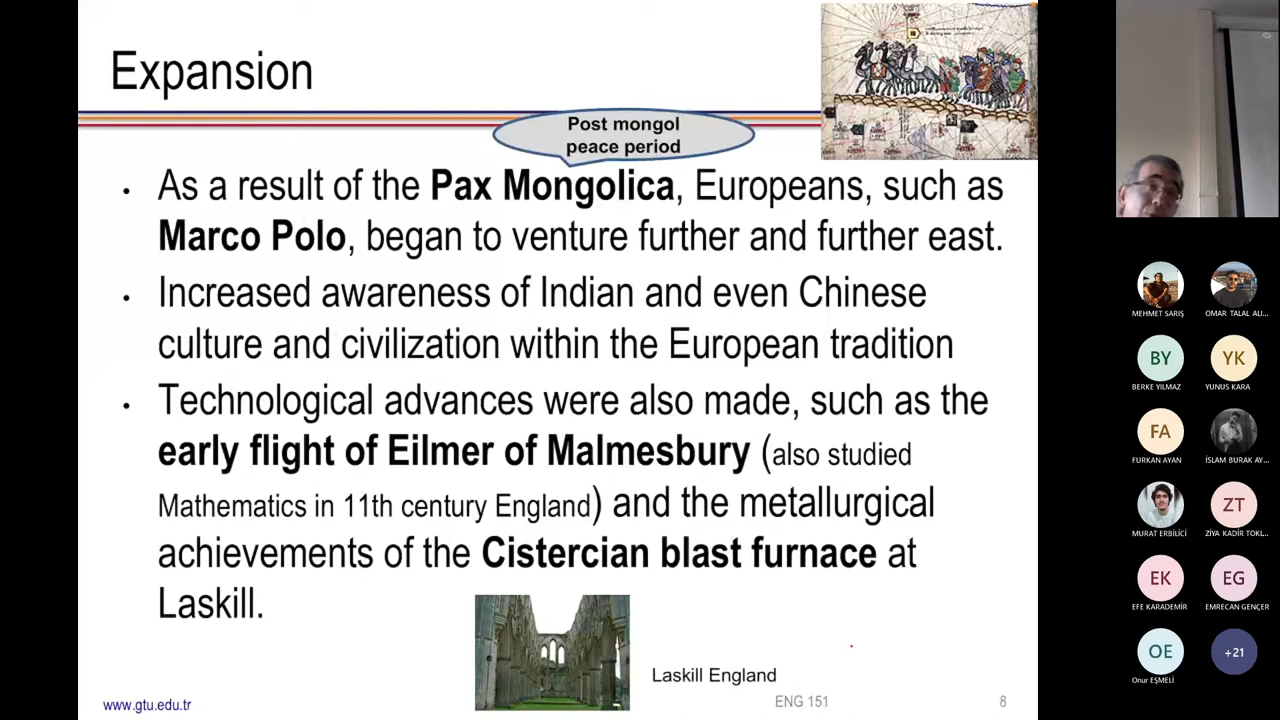 Expansion
Post mongol
peace period
• As a result of the Pax Mongolica, Europeans, such as
Marco Polo, began to venture further and further east.
• Increased awareness of Indian and even Chinese
culture and civilization within the European tradition
• Technological advances were also made, such as the
early flight of Eilmer of Malmesbury (also studied
Mathematics in 11th century England) and the metallurgical
achievements of the Cistercian blast furnace at
Laskill.
Laskill England
www.gtu.edu.tr
ENG 151
8
MEHMET SARIŞ
OMAR TALAL ALI...
BY
YK
BERKE YILMAZ
YUNUS KARA
FA
FURKAN AYAN
İSLAM BURAK AY...
ZT
MURAT ERBİLİCİ
ZİYA KADİR TOKL...
EK
EG
EFE KARADEMİR
EMRECAN GENÇER
OE
+21
Onur EŞMELİ